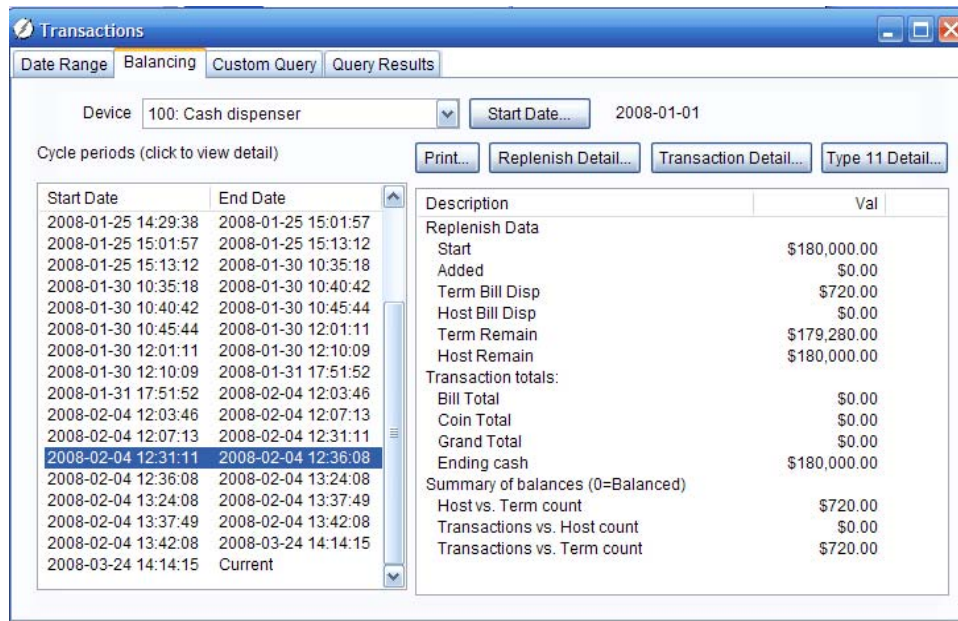 Transactions
Date Range Balancing Custom Query Query Results
Device 100: Cash dispenser Start Date... 2008-01-01
Cycle periods (click to view detail)
Print... Replenish Detail... Transaction Detail... Type 11 Detail...
Start Date End Date
2008-01-25 14:29:38 2008-01-25 15:01:57
2008-01-25 15:01:57 2008-01-25 15:13:12
2008-01-25 15:13:12 2008-01-30 10:35:18
2008-01-30 10:35:18 2008-01-30 10:40:42
2008-01-30 10:40:42 2008-01-30 10:45:44
2008-01-30 10:45:44 2008-01-30 12:01:11
2008-01-30 12:01:11 2008-01-30 12:10:09
2008-01-30 12:10:09 2008-01-31 17:51:52
2008-01-31 17:51:52 2008-02-04 12:03:46
2008-02-04 12:03:46 2008-02-04 12:07:13
2008-02-04 12:07:13 2008-02-04 12:31:11
2008-02-04 12:31:11 2008-02-04 12:36:08
2008-02-04 12:36:08 2008-02-04 13:24:08
2008-02-04 13:24:08 2008-02-04 13:37:49
2008-02-04 13:37:49 2008-02-04 13:42:08
2008-02-04 13:42:08 2008-03-24 14:14:15
2008-03-24 14:14:15 Current
Description Val
Replenish Data
Start $180,000.00
Added $0.00
Term Bill Disp $720.00
Host Bill Disp $0.00
Term Remain $179,280.00
Host Remain $180,000.00
Transaction totals:
Bill Total $0.00
Coin Total $0.00
Grand Total $0.00
Ending cash $180,000.00
Summary of balances (0=Balanced)
Host vs. Term count $720.00
Transactions vs. Host count $0.00
Transactions vs. Term count $720.00